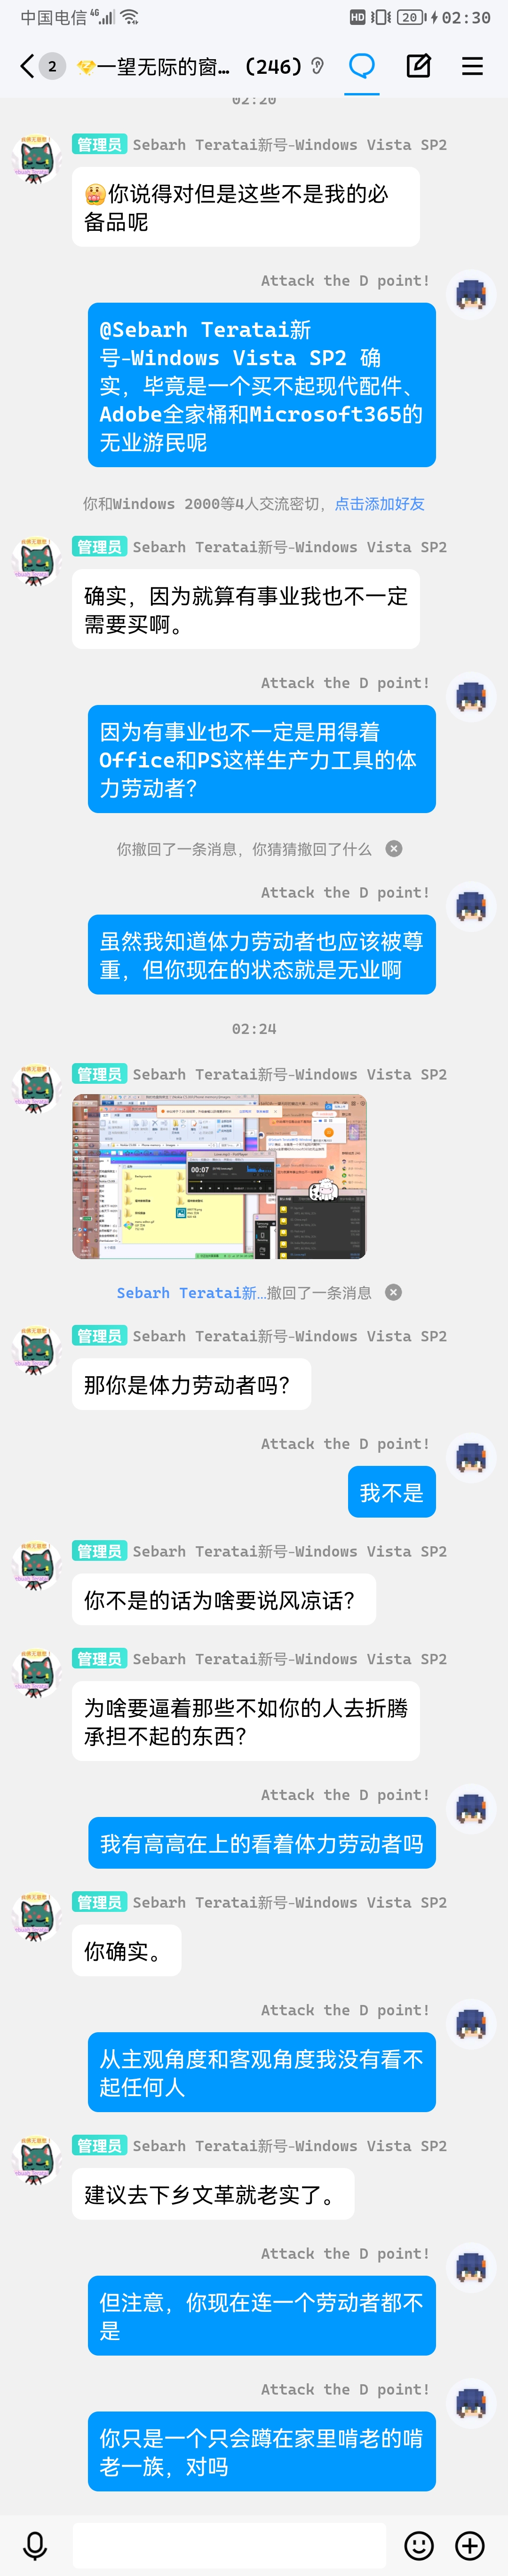 中国电信 4G HD 20 02:30
2 💎一望无际的窗... (246)
02:20
管理员 Sebarh Teratai新号-Windows Vista SP2
你说得对但是这些不是我的必
备品呢
Attack the D point!
@Sebarh Teratai新
号-Windows Vista SP2 确
实，毕竟是一个买不起现代配件、
Adobe全家桶和Microsoft365的
无业游民呢
你和Windows 2000等4人交流密切，点击添加好友
管理员 Sebarh Teratai新号-Windows Vista SP2
确实，因为就算有事业我也不一定
需要买啊。
Attack the D point!
因为有事业也不一定是用得着
Office和PS这样生产力工具的体
力劳动者？
你撤回了一条消息，你猜猜撤回了什么
Attack the D point!
虽然我知道体力劳动者也应该被尊
重，但你现在的状态就是无业啊
02:24
管理员 Sebarh Teratai新号-Windows Vista SP2
00:07
Sebarh Teratai新...撤回了一条消息
管理员 Sebarh Teratai新号-Windows Vista SP2
那你是体力劳动者吗？
Attack the D point!
我不是
管理员 Sebarh Teratai新号-Windows Vista SP2
你不是的话为啥要说风凉话？
管理员 Sebarh Teratai新号-Windows Vista SP2
为啥要逼着那些不如你的人去折腾
承担不起的东西？
Attack the D point!
我有高高在上的看着体力劳动者吗
管理员 Sebarh Teratai新号-Windows Vista SP2
你确实。
Attack the D point!
从主观角度和客观角度我没有看不
起任何人
管理员 Sebarh Teratai新号-Windows Vista SP2
建议去下乡文革就老实了。
Attack the D point!
但注意，你现在连一个劳动者都不
是
Attack the D point!
你只是一个只会蹲在家里啃老的啃
老一族，对吗